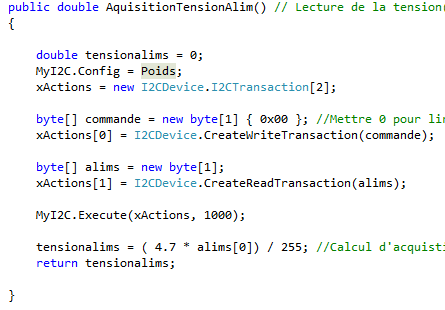 public double AquisitionTensionAlim() // Lecture de la tension(
{
double tensionalims = 0;
MyI2C.Config = Poids;
xActions = new I2CDevice.I2CTransaction[2];
byte[] commande = new byte[1] { 0x00 }; //Mettre 0 pour
xActions[0] = I2CDevice.CreateWriteTransaction(commande);
byte[] alims = new byte[1];
xActions[1] = I2CDevice.CreateReadTransaction(alims);
MyI2C.Execute(xActions, 1000);
tensionalims = ( 4.7 * alims[0]) / 255; //Calcul
return tensionalims;
}